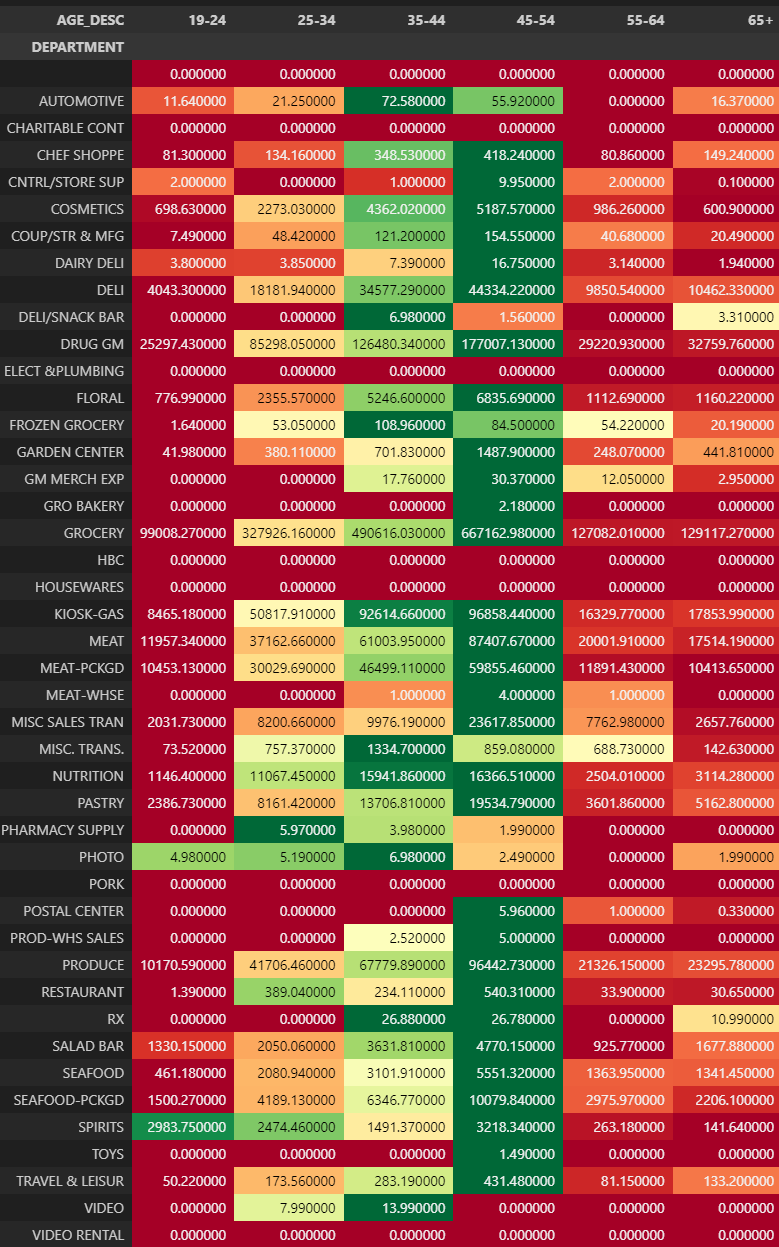 AGE_DESC 19-24 25-34 35-44 45-54 55-64 65+
DEPARTMENT
0.000000 0.000000 0.000000 0.000000 0.000000 0.000000
AUTOMOTIVE 11.640000 21.250000 72.580000 55.920000 0.000000 16.370000
CHARITABLE CONT 0.000000 0.000000 0.000000 0.000000 0.000000 0.000000
CHEF SHOPPE 81.300000 134.160000 348.530000 418.240000 80.860000 149.240000
CNTRL/STORE SUP 2.000000 0.000000 1.000000 9.950000 2.000000 0.100000
COSMETICS 698.630000 2273.030000 4362.020000 5187.570000 986.260000 600.900000
COUP/STR & MFG 7.490000 48.420000 121.200000 154.550000 40.680000 20.490000
DAIRY DELI 3.800000 3.850000 7.390000 16.750000 3.140000 1.940000
DELI 4043.300000 18181.940000 34577.290000 44334.220000 9850.540000 10462.330000
DELI/SNACK BAR 0.000000 0.000000 6.980000 1.560000 0.000000 3.310000
DRUG GM 25297.430000 85298.050000 126480.340000 177007.130000 29220.930000 32759.760000
ELECT &PLUMBING 0.000000 0.000000 0.000000 0.000000 0.000000 0.000000
FLORAL 776.990000 2355.570000 5246.600000 6835.690000 1112.690000 1160.220000
FROZEN GROCERY 1.640000 53.050000 108.960000 84.500000 54.220000 20.190000
GARDEN CENTER 41.980000 380.110000 701.830000 1487.900000 248.070000 441.810000
GM MERCH EXP 0.000000 0.000000 17.760000 30.370000 12.050000 2.950000
GRO BAKERY 0.000000 0.000000 0.000000 2.180000 0.000000 0.000000
GROCERY 99008.270000 327926.160000 490616.030000 667162.980000 127082.010000 129117.270000
HBC 0.000000 0.000000 0.000000 0.000000 0.000000 0.000000
HOUSEWARES 0.000000 0.000000 0.000000 0.000000 0.000000 0.000000
KIOSK-GAS 8465.180000 50817.910000 92614.660000 96858.440000 16329.770000 17853.990000
MEAT 11957.340000 37162.660000 61003.950000 87407.670000 20001.910000 17514.190000
MEAT-PCKGD 10453.130000 30029.690000 46499.110000 59855.460000 11891.430000 10413.650000
MEAT-WHSE 0.000000 0.000000 1.000000 4.000000 1.000000 0.000000
MISC SALES TRAN 2031.730000 8200.660000 9976.190000 23617.850000 7762.980000 2657.760000
MISC. TRANS. 73.520000 757.370000 1334.700000 859.080000 688.730000 142.630000
NUTRITION 1146.400000 11067.450000 15941.860000 16366.510000 2504.010000 3114.280000
PASTRY 2386.730000 8161.420000 13706.810000 19534.790000 3601.860000 5162.800000
PHARMACY SUPPLY 0.000000 5.970000 3.980000 1.990000 0.000000 0.000000
PHOTO 4.980000 5.190000 6.980000 2.490000 0.000000 1.990000
PORK 0.000000 0.000000 0.000000 0.000000 0.000000 0.000000
POSTAL CENTER 0.000000 0.000000 0.000000 5.960000 1.000000 0.330000
PROD-WHS SALES 0.000000 0.000000 2.520000 5.000000 0.000000 0.000000
PRODUCE 10170.590000 41706.460000 67779.890000 96442.730000 21326.150000 23295.780000
RESTAURANT 1.390000 389.040000 234.110000 540.310000 33.900000 30.650000
RX 0.000000 0.000000 26.880000 26.780000 0.000000 10.990000
SALAD BAR 1330.150000 2050.060000 3631.810000 4770.150000 925.770000 1677.880000
SEAFOOD 461.180000 2080.940000 3101.910000 5551.320000 1363.950000 1341.450000
SEAFOOD-PCKGD 1500.270000 4189.130000 6346.770000 10079.840000 2975.970000 2206.100000
SPIRITS 2983.750000 2474.460000 1491.370000 3218.340000 263.180000 141.640000
TOYS 0.000000 0.000000 0.000000 1.490000 0.000000 0.000000
TRAVEL & LEISUR 50.220000 173.560000 283.190000 431.480000 81.150000 133.200000
VIDEO 0.000000 7.990000 13.990000 0.000000 0.000000 0.000000
VIDEO RENTAL 0.000000 0.000000 0.000000 0.000000 0.000000 0.000000